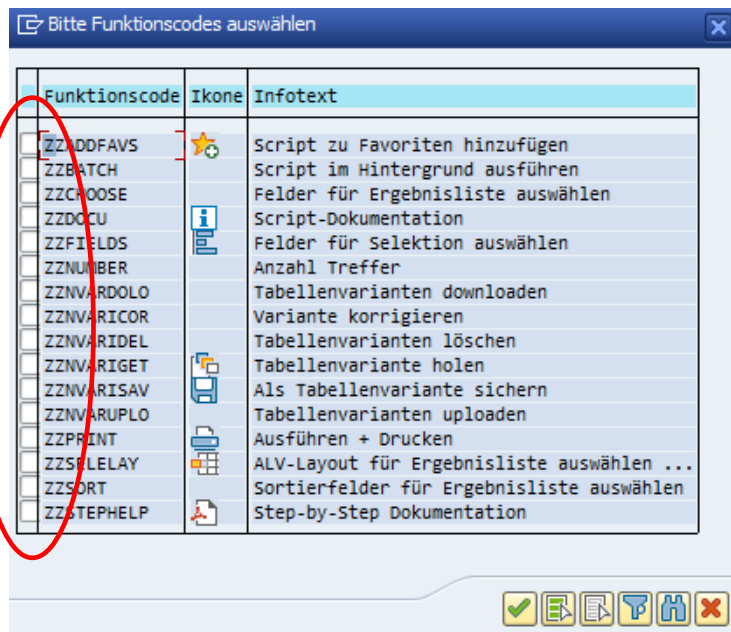 Bitte Funktionscodes auswählen
Funktionscode Ikone Infotext
ZZADDFAVS Script zu Favoriten hinzufügen
ZZBATCH Script im Hintergrund ausführen
ZZCHOOSE Felder für Ergebnisliste auswählen
ZZDOCU Script-Dokumentation
ZZFIELDS Felder für Selektion auswählen
ZZNUMBER Anzahl Treffer
ZZNVARDOLO Tabellenvarianten downloaden
ZZNVARICOR Variante korrigieren
ZZNVARIDEL Tabellenvarianten löschen
ZZNVARIGET Tabellenvariante holen
ZZNVARISAV Als Tabellenvariante sichern
ZZNVARUPLO Tabellenvarianten uploaden
ZZPRINT Ausführen + Drucken
ZZSELELAY ALV-Layout für Ergebnisliste auswählen ...
ZZSORT Sortierfelder für Ergebnisliste auswählen
ZZSTEPHELP Step-by-Step Dokumentation